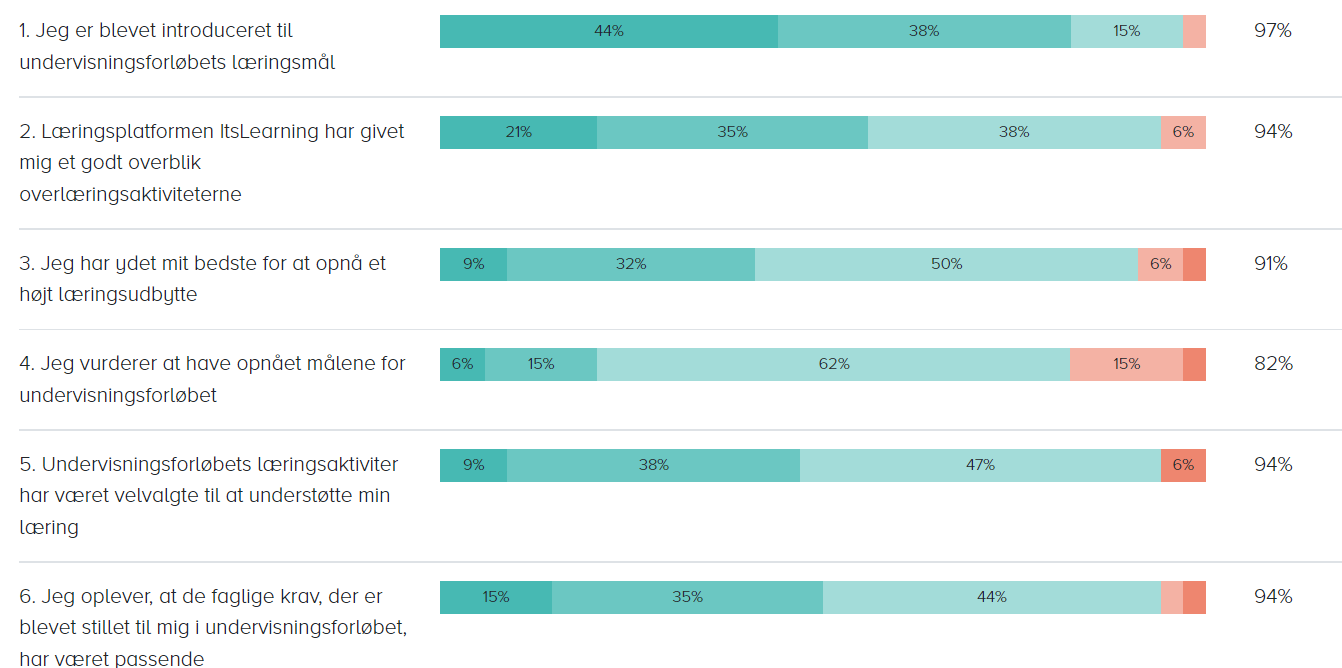 1. Jeg er blevet introduceret til
undervisningsforløbets læringsmål
44% 38% 15% 97%
2. Læringsplatformen ItsLearning har givet
mig et godt overblik
overlæringsaktiviteterne
21% 35% 38% 6% 94%
3. Jeg har ydet mit bedste for at opnå et
højt læringsudbytte
9% 32% 50% 6% 91%
4. Jeg vurderer at have opnået målene for
undervisningsforløbet
6% 15% 62% 15% 82%
5. Undervisningsforløbets læringsaktiviter
har været velvalgte til at understøtte min
læring
9% 38% 47% 6% 94%
6. Jeg oplever, at de faglige krav, der er
blevet stillet til mig i undervisningsforløbet,
har været passende
15% 35% 44% 94%